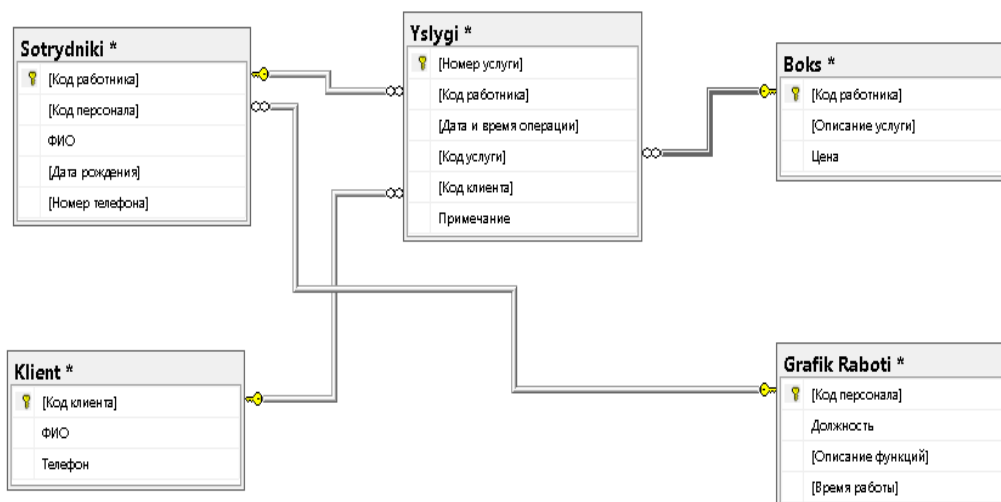 Sotrydniki *
[Код работника]
[Код персонала]
ФИО
[Дата рождения]
[Номер телефона]
Yslygi *
[Номер услуги]
[Код работника]
[Дата и время операции]
[Код услуги]
[Код клиента]
Примечание
Boks *
[Код работника]
[Описание услуги]
Цена
Klient *
[Код клиента]
ФИО
Телефон
Grafik Raboti *
[Код персонала]
Должность
[Описание функций]
[Время работы]